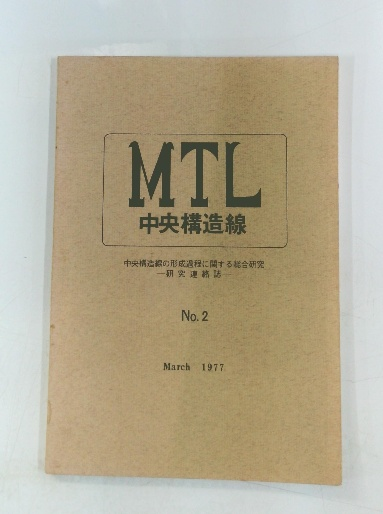 MTL
中央構造線
中央構造線の形成過程に関する総合研究
—研究連絡誌—
No. 2
March 1977